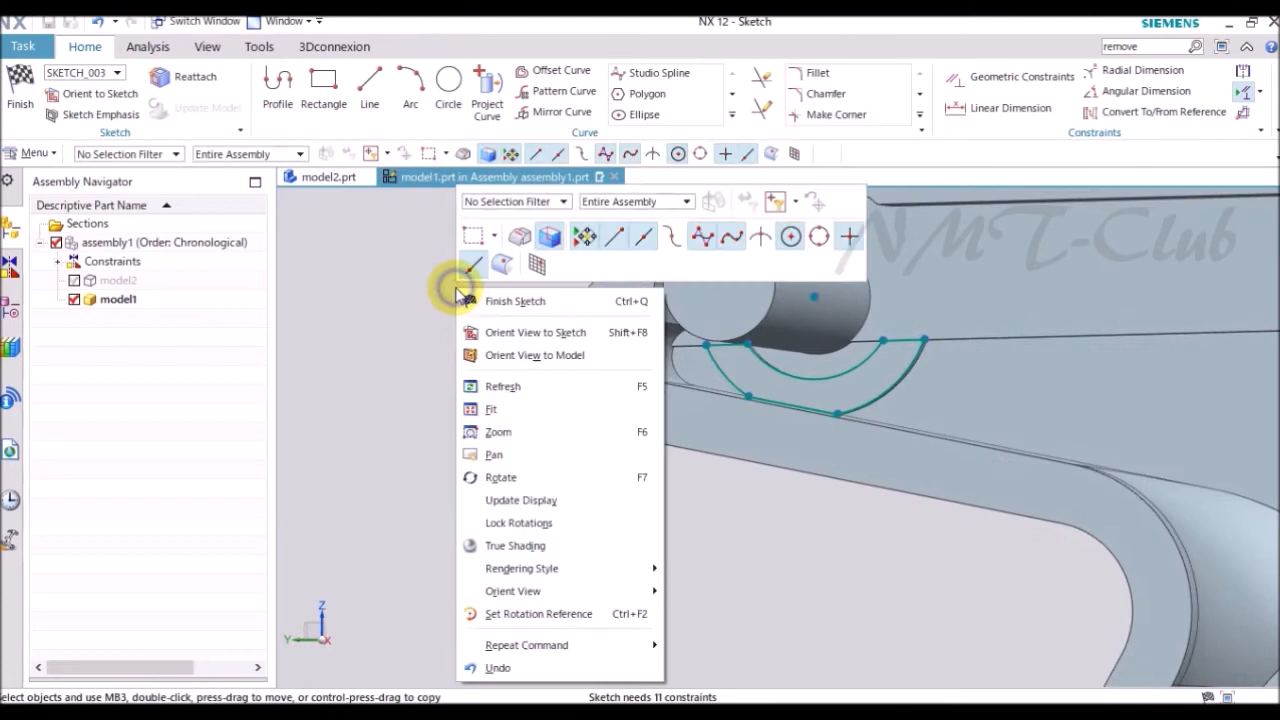 NX
Switch Window
Window
NX 12 - Sketch
SIEMENS
Task
Home
Analysis
View
Tools
3Dconnexion
remove
Finish
SKETCH_003
Reattach
Orient to Sketch
Update Model
Sketch Emphasis
Profile
Rectangle
Line
Arc
Circle
Project
Curve
Offset Curve
Pattern Curve
Mirror Curve
Studio Spline
Polygon
Ellipse
Fillet
Chamfer
Make Corner
Geometric Constraints
Linear Dimension
Radial Dimension
Angular Dimension
Convert To/From Reference
Sketch
Curve
Constraints
Menu
No Selection Filter
Entire Assembly
Assembly Navigator
model2.prt
model1.prt in Assembly assembly1.prt
Descriptive Part Name
Sections
assembly1 (Order: Chronological)
Constraints
model2
model1
No Selection Filter
Entire Assembly
NMT-Club
Finish Sketch Ctrl+Q
Orient View to Sketch Shift+F8
Orient View to Model
Refresh F5
Fit
Zoom F6
Pan
Rotate F7
Update Display
Lock Rotations
True Shading
Rendering Style
Orient View
Set Rotation Reference Ctrl+F2
Repeat Command
Undo
Z
Y
X
elect objects and use MB3, double-click, press-drag to move, or control-press-drag to copy
Sketch needs 11 constraints